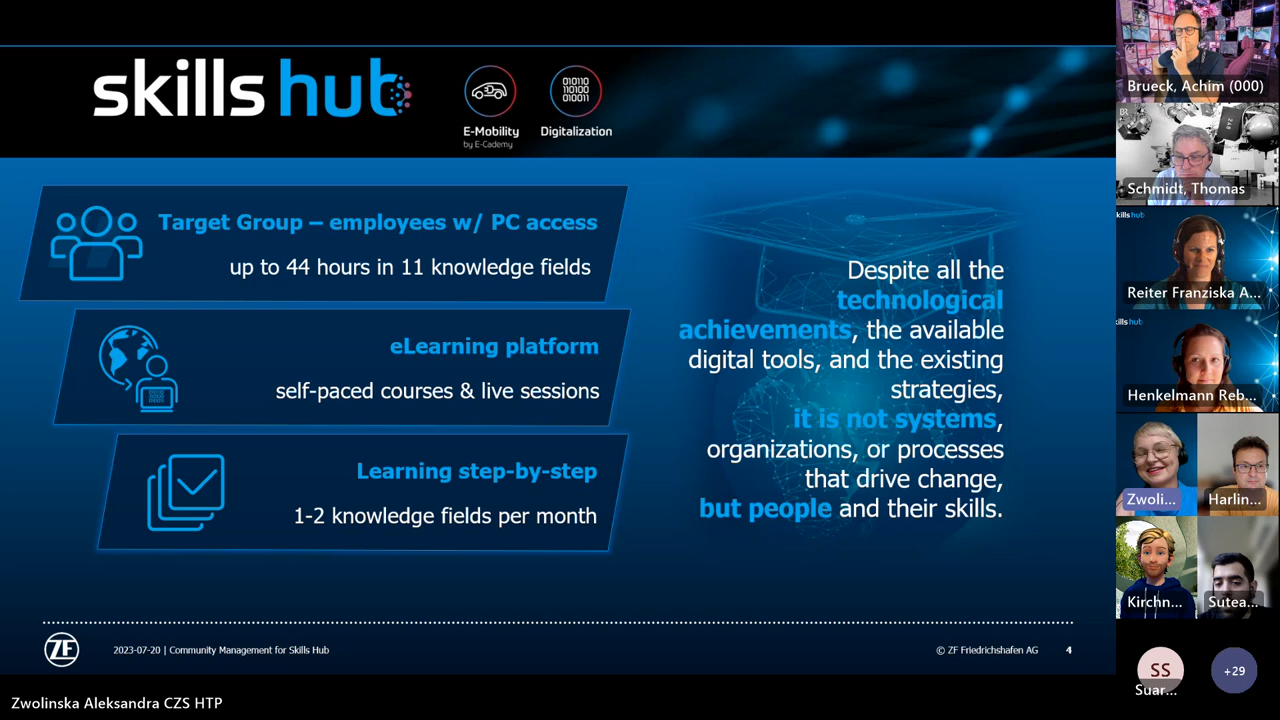 skills hub
E-Mobility
by E-Cademy
Digitalization
01011O
11O1OO
O1OO11
Target Group – employees w/ PC access
up to 44 hours in 11 knowledge fields
eLearning platform
self-paced courses & live sessions
Learning step-by-step
1-2 knowledge fields per month
Despite all the
technological
achievements, the available
digital tools, and the existing
strategies,
it is not systems,
organizations, or processes
that drive change,
but people and their skills.
ZF
2023-07-20 | Community Management for Skills Hub
© ZF Friedrichshafen AG
4
Zwolinska Aleksandra CZS HTP
Brueck, Achim (000)
Schmidt, Thomas
skills hub
Reiter Franziska A...
skills hub
Henkelmann Reb...
Zwoli...
Harlin...
Kirchn...
Sutea...
SS
Suar...
+29